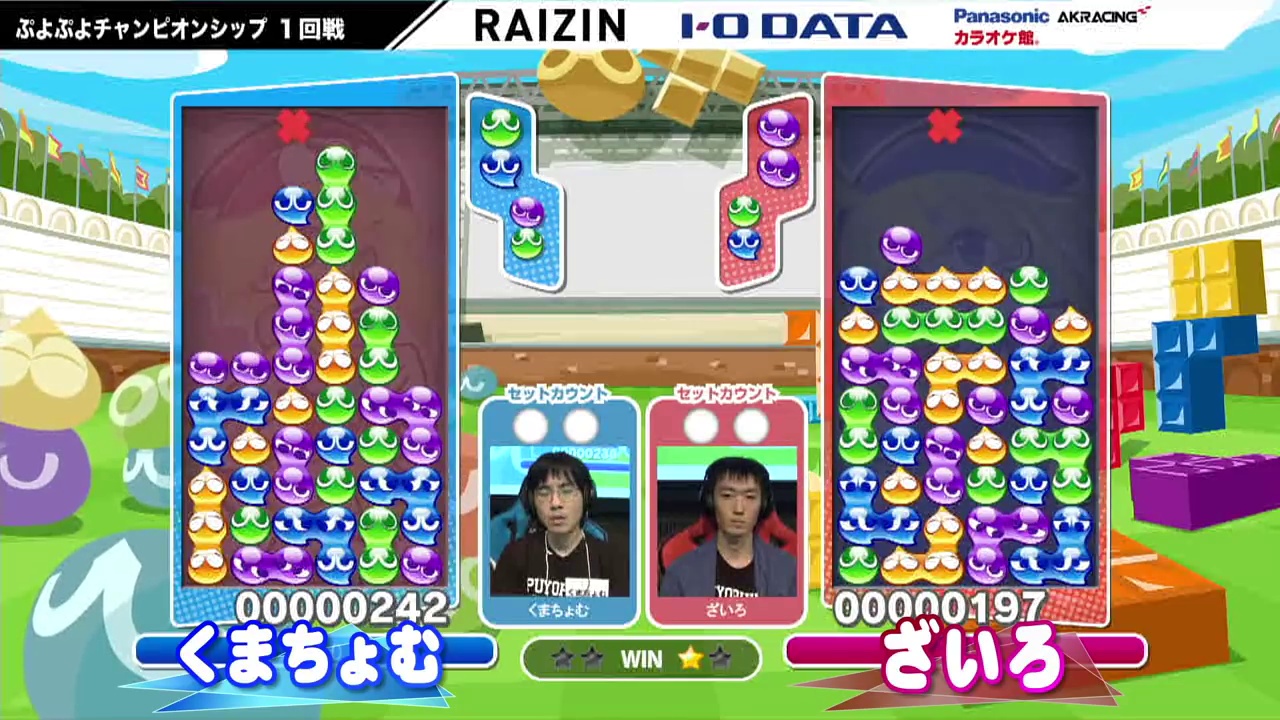 ぷよぷよチャンピオンシップ 1回戦
RAIZIN
I-O DATA
Panasonic AKRACING
カラオケ館
セットカウント
セットカウント
くまちょむ
ざいろ
00000242
00000197
くまちょむ
WIN
ざいろ